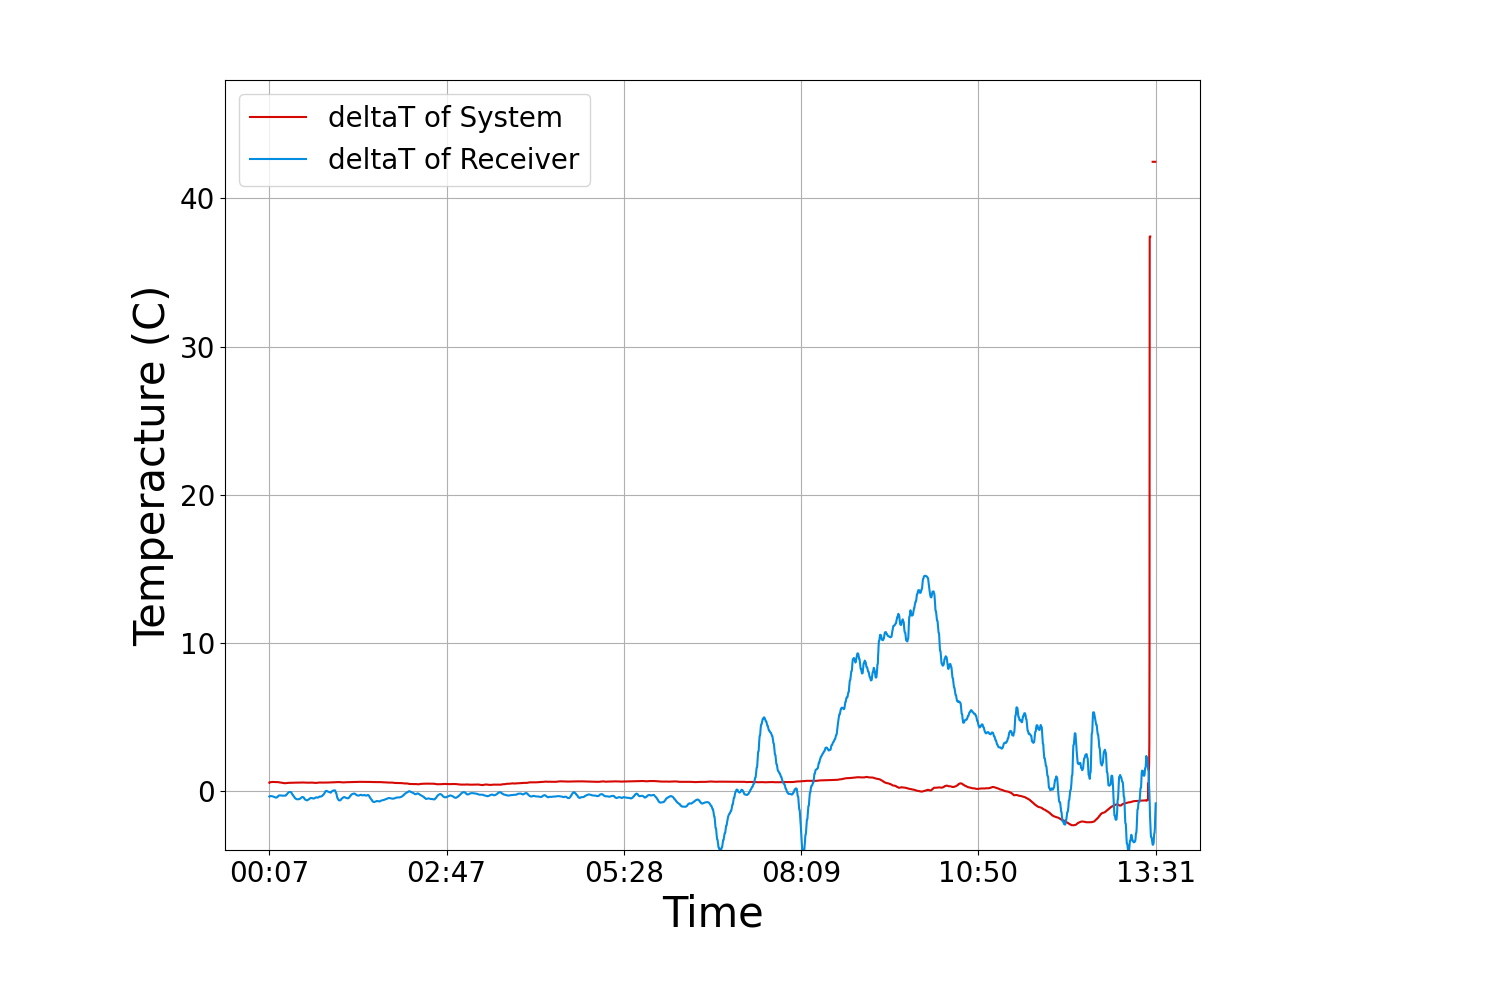 deltaT of System
deltaT of Receiver
Temperacture (C)
40
30
20
10
0
00:07 02:47 05:28 08:09 10:50 13:31
Time